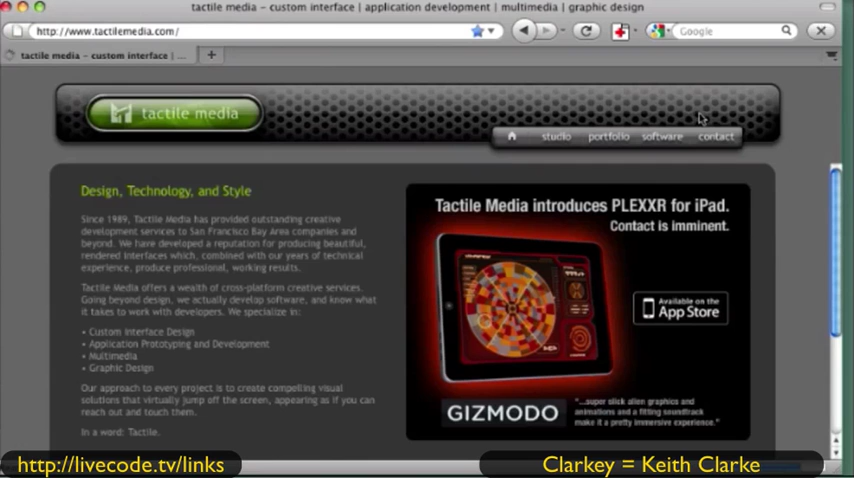 tactile media – custom interface | application development | multimedia | graphic design
http://www.tactilemedia.com/
Google
tactile media – custom interface | ...
tactile media
studio
portfolio
software
contact
Design, Technology, and Style
Since 1989, Tactile Media has provided outstanding creative
development services to San Francisco Bay Area companies and
beyond. We have developed a reputation for producing beautiful,
rendered interfaces which, combined with our years of technical
experience, produce professional, working results.
Tactile Media offers a wealth of cross-platform creative services.
Going beyond design, we actually develop software, and know what
it takes to work with developers. We specialize in:
• Custom Interface Design
• Application Prototyping and Development
• Multimedia
• Graphic Design
Our approach to every project is to create compelling visual
solutions that virtually jump off the screen, appearing as if you can
reach out and touch them.
In a word: Tactile.
Tactile Media introduces PLEXXR for iPad.
Contact is imminent.
Available on the
App Store
GIZMODO
"...super slick alien graphics and
animations and a fitting soundtrack
make it a pretty immersive experience."
http://livecode.tv/links
Clarkey = Keith Clarke